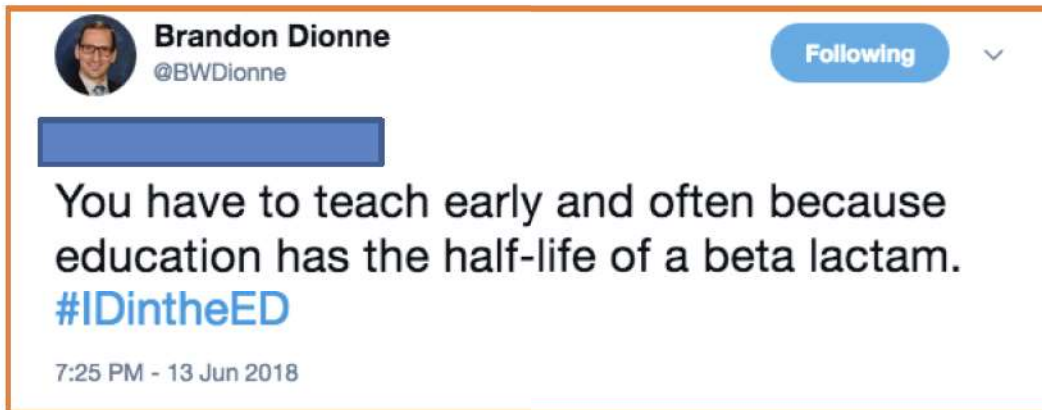 Brandon Dionne
@BWDionne
Following
You have to teach early and often because
education has the half-life of a beta lactam.
#IDintheED
7:25 PM - 13 Jun 2018